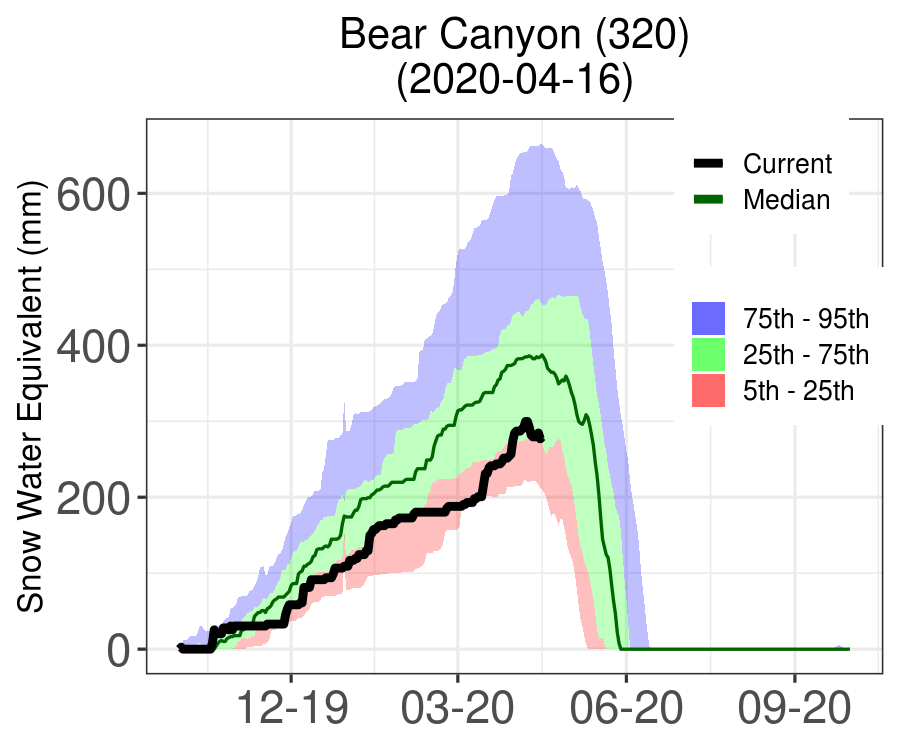 Bear Canyon (320)
(2020-04-16)
Snow Water Equivalent (mm)
600
400
200
0
12-19
03-20
06-20
09-20
Current
Median
75th - 95th
25th - 75th
5th - 25th